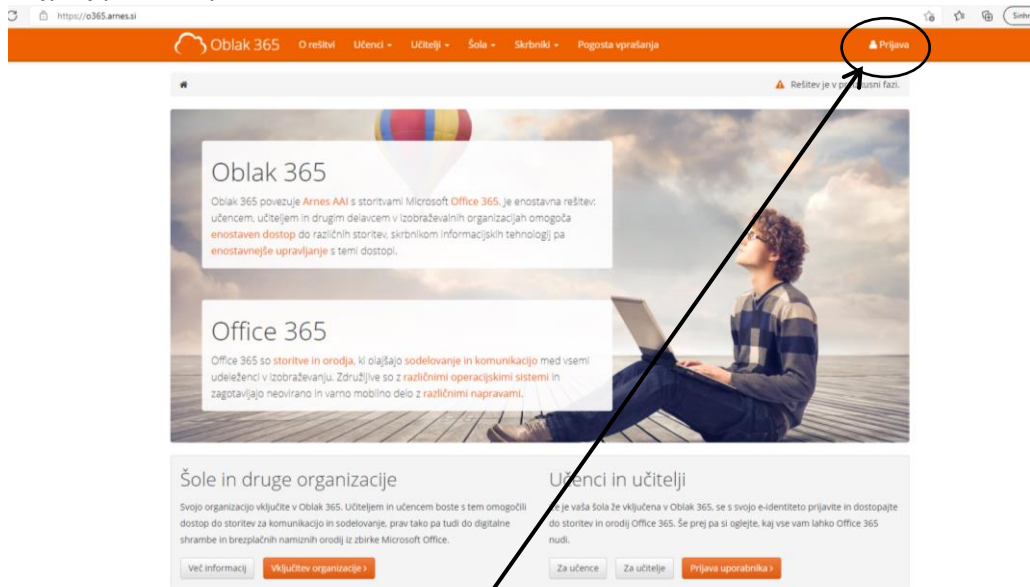 https://o365.arnes.si
Oblak 365 O rešitvi Učenci Učitelji Šola Skrbniki Pogosta vprašanja Prijava
Rešitev je v fazi.
Oblak 365
Oblak 365 povezuje Arnes AAI s storitvami Microsoft Office 365. Je enostavna rešitev:
učencem, učiteljem in drugim delavcem v izobraževalnih organizacijah omogoča
enostaven dostop do različnih storitev, skrbnikom informacijskih tehnologij pa
enostavnejše upravljanje s temi dostopi.
Office 365
Office 365 so storitve in orodja, ki olajšajo sodelovanje in komunikacijo med vsemi
udeleženci v izobraževanju. Združljive so z različnimi operacijskimi sistemi in
zagotavljajo neovirano in varno mobilno delo z različnimi napravami.
Šole in druge organizacije
Svojo organizacijo vključite v Oblak 365. Učiteljem in učencem boste s tem omogočili
dostop do storitev za komunikacijo in sodelovanje, prav tako pa tudi do digitalne
shrambe in brezplačnih namiznih orodij iz zbirke Microsoft Office.
Več informacij Vključitev organizacije ›
Učenci in učitelji
je vaša šola že vključena v Oblak 365, se s svojo e-identiteto prijavite in dostopajte
do storitev in orodij Office 365. Še prej pa si oglejte, kaj vse vam lahko Office 365
nudi.
Za učence Za učitelje Prijava uporabnika ›